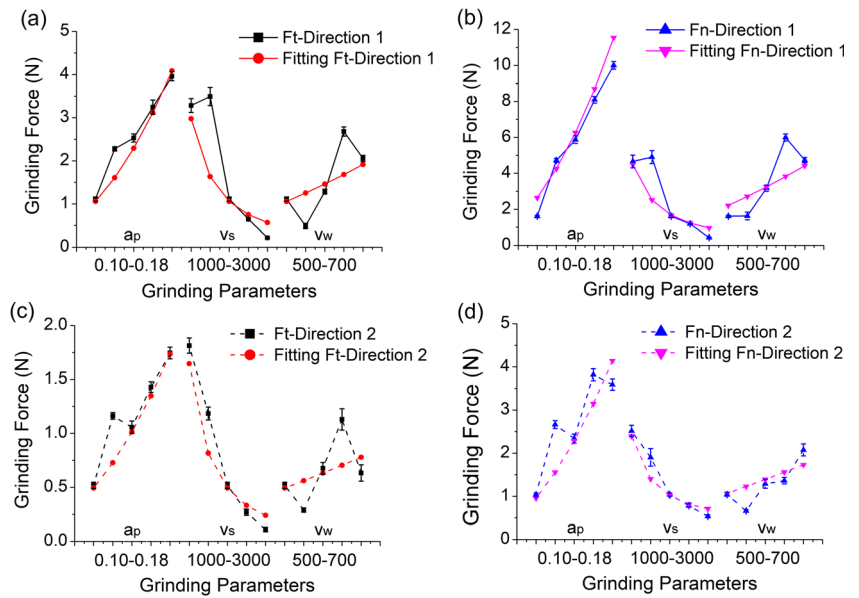 (a)
Ft-Direction 1
Fitting Ft-Direction 1
Grinding Force (N)
5
4
3
2
1
0
ap
vs
vw
0.10-0.18
1000-3000
500-700
Grinding Parameters
(b)
Fn-Direction 1
Fitting Fn-Direction 1
Grinding Force (N)
12
10
8
6
4
2
0
ap
vs
vw
0.10-0.18
1000-3000
500-700
Grinding Parameters
(c)
Ft-Direction 2
Fitting Ft-Direction 2
Grinding Force (N)
2.0
1.5
1.0
0.5
0.0
ap
vs
vw
0.10-0.18
1000-3000
500-700
Grinding Parameters
(d)
Fn-Direction 2
Fitting Fn-Direction 2
Grinding Force (N)
5
4
3
2
1
0
ap
vs
vw
0.10-0.18
1000-3000
500-700
Grinding Parameters